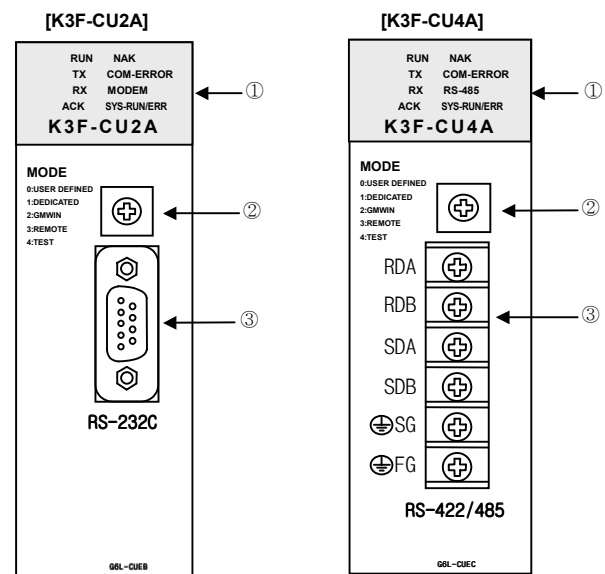 [K3F-CU2A]
RUN NAK
TX COM-ERROR
RX MODEM
ACK SYS-RUN/ERR
K3F-CU2A
①
MODE
0:USER DEFINED
1:DEDICATED
2:GMWIN
3:REMOTE
4:TEST
②
③
RS-232C
G6L-CUEB
[K3F-CU4A]
RUN NAK
TX COM-ERROR
RX RS-485
ACK SYS-RUN/ERR
K3F-CU4A
①
MODE
0:USER DEFINED
1:DEDICATED
2:GMWIN
3:REMOTE
4:TEST
②
RDA
RDB
③
SDA
SDB
SG
FG
RS-422/485
G6L-CUEC